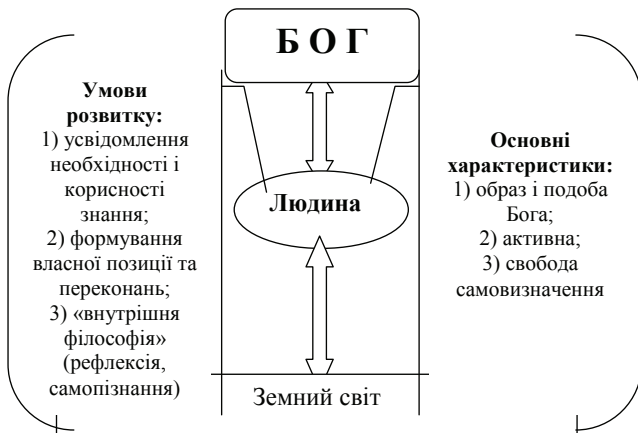 Б О Г
Умови
розвитку:
1) усвідомлення
необхідності і
корисності
знання;
2) формування
власної позиції та
переконань;
3) «внутрішня
філософія»
(рефлексія,
самопізнання)
Людина
Основні
характеристики:
1) образ і подоба
Бога;
2) активна;
3) свобода
самовизначення
Земний світ